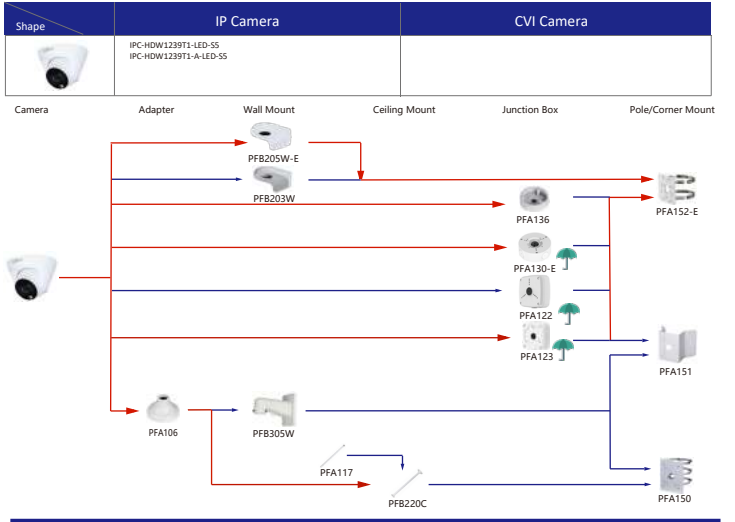 Shape
IP Camera
CVI Camera
IPC-HDW1239T1-LED-S5
IPC-HDW1239T1-A-LED-S5
Camera
Adapter
Wall Mount
Ceiling Mount
Junction Box
Pole/Corner Mount
PFB205W-E
PFB203W
PFA152-E
PFA136
PFA130-E
PFA122
PFA123
PFA151
PFA106
PFB305W
PFA117
PFB220C
PFA150